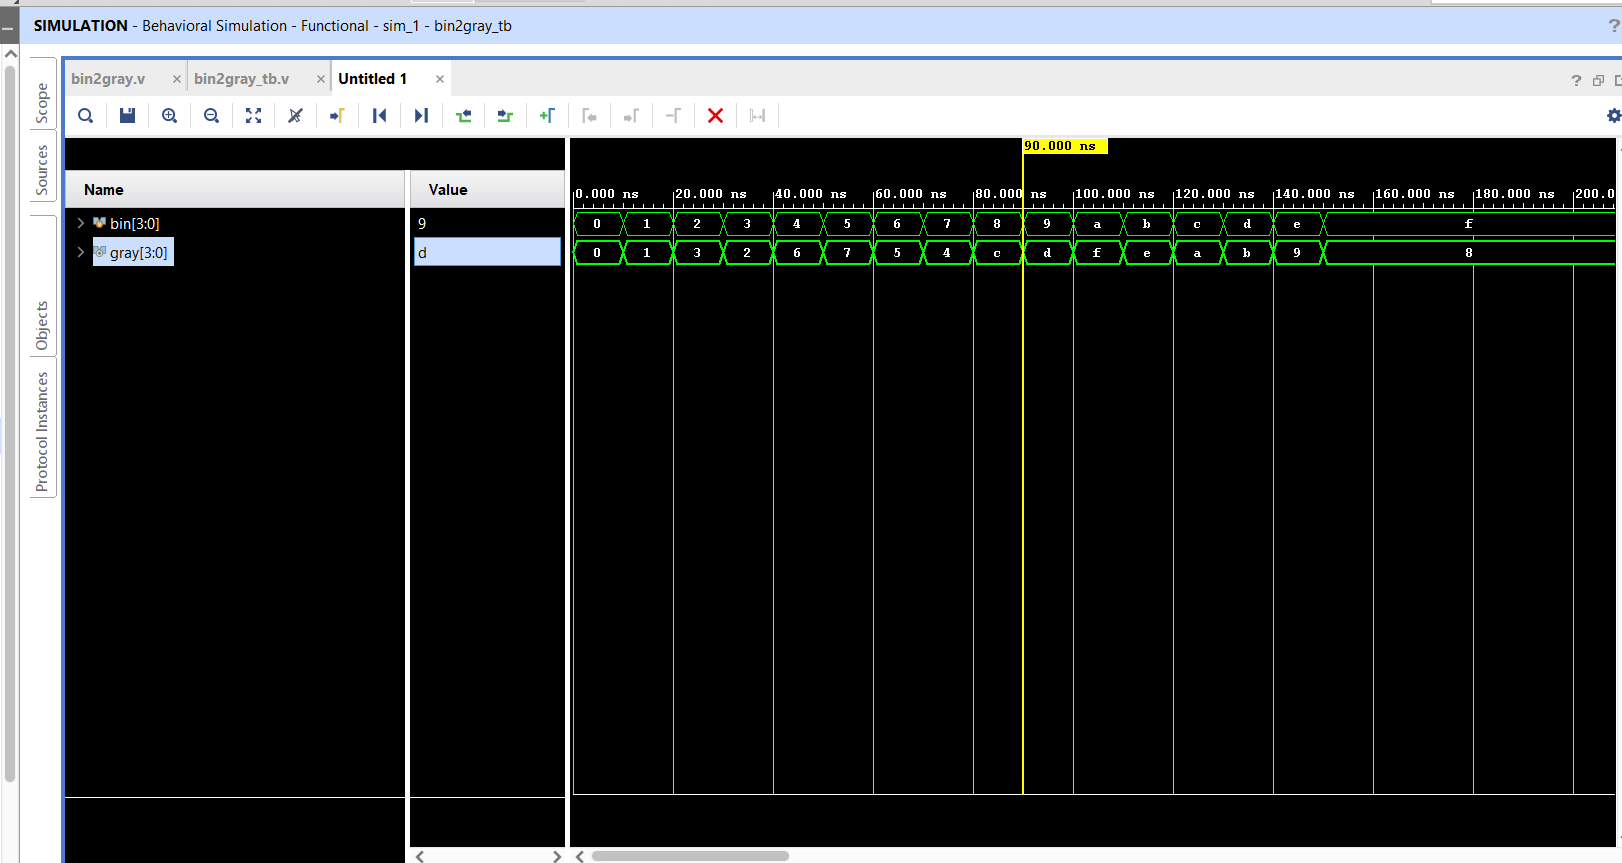 SIMULATION - Behavioral Simulation - Functional - sim_1 - bin2gray_tb ?
Scope
Sources
Objects
Protocol Instances
bin2gray.v × bin2gray_tb.v × Untitled 1 × ?
90.000 ns
Name Value
0.000 ns 20.000 ns 40.000 ns 60.000 ns 80.000 ns 100.000 ns 120.000 ns 140.000 ns 160.000 ns 180.000 ns 200.0
bin[3:0] 9 0 1 2 3 4 5 6 7 8 9 a b c d e f
gray[3:0] d 0 1 3 2 6 7 5 4 c d f e a b 9 8